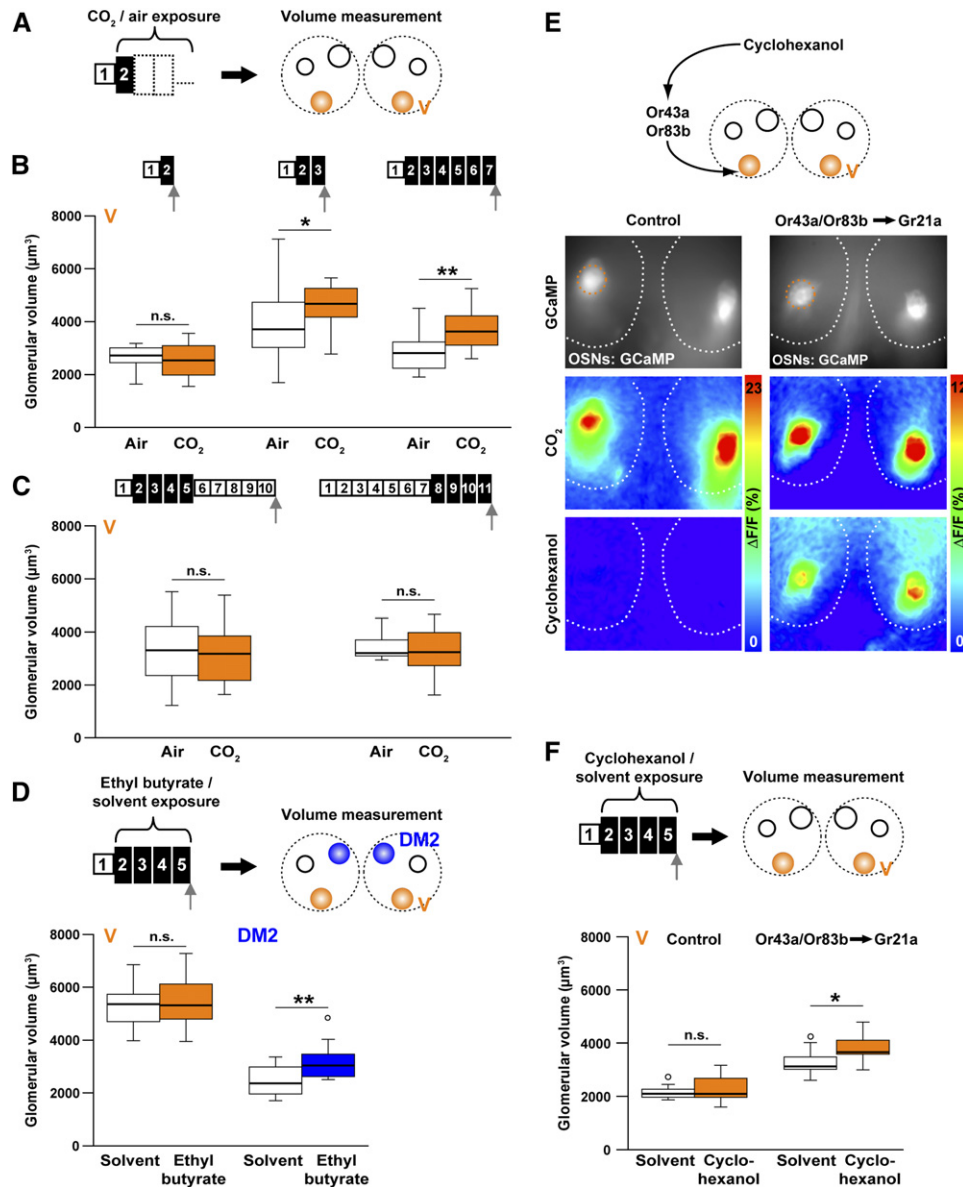 A
CO2 / air exposure
Volume measurement
1 2
V
B
1 2
1 2 3
1 2 3 4 5 6 7
V
Glomerular volume (µm³)
8000
6000
4000
2000
0
n.s.
*
**
Air CO2 Air CO2 Air CO2
C
1 2 3 4 5 6 7 8 9 10
1 2 3 4 5 6 7 8 9 10 11
V
Glomerular volume (µm³)
8000
6000
4000
2000
0
n.s.
n.s.
Air CO2 Air CO2
D
Ethyl butyrate /
solvent exposure
Volume measurement
1 2 3 4 5
DM2
V
V
DM2
Glomerular volume (µm³)
8000
6000
4000
2000
0
n.s.
**
Solvent Ethyl butyrate Solvent Ethyl butyrate
E
Cyclohexanol
Or43a
Or83b
V
Control
Or43a/Or83b Gr21a
GCaMP
OSNs: GCaMP
OSNs: GCaMP
CO2
Cyclohexanol
23
ΔF/F (%)
0
12
ΔF/F (%)
0
F
Cyclohexanol /
solvent exposure
Volume measurement
1 2 3 4 5
V
V
Control
Or43a/Or83b Gr21a
Glomerular volume (µm³)
8000
6000
4000
2000
0
n.s.
*
Solvent Cyclo-hexanol Solvent Cyclo-hexanol